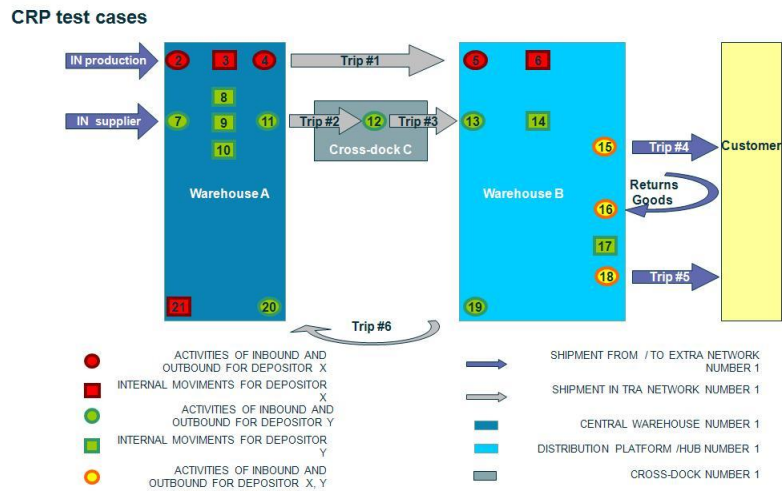 CRP test cases
IN production
2
3
4
Trip #1
5
6
8
IN supplier
7
9
11
Trip #2
12
Trip #3
13
14
10
Cross-dock C
15
Trip #4
Customer
Warehouse A
Warehouse B
Returns
Goods
16
17
18
Trip #5
21
20
19
Trip #6
ACTIVITIES OF INBOUND AND
OUTBOUND FOR DEPOSITOR X
INTERNAL MOVIMENTS FOR DEPOSITOR
X
ACTIVITIES OF INBOUND AND
OUTBOUND FOR DEPOSITOR Y
INTERNAL MOVIMENTS FOR DEPOSITOR
Y
ACTIVITIES OF INBOUND AND
OUTBOUND FOR DEPOSITOR X, Y
SHIPMENT FROM / TO EXTRA NETWORK
NUMBER 1
SHIPMENT IN TRA NETWORK NUMBER 1
CENTRAL WAREHOUSE NUMBER 1
DISTRIBUTION PLATFORM /HUB NUMBER 1
CROSS-DOCK NUMBER 1